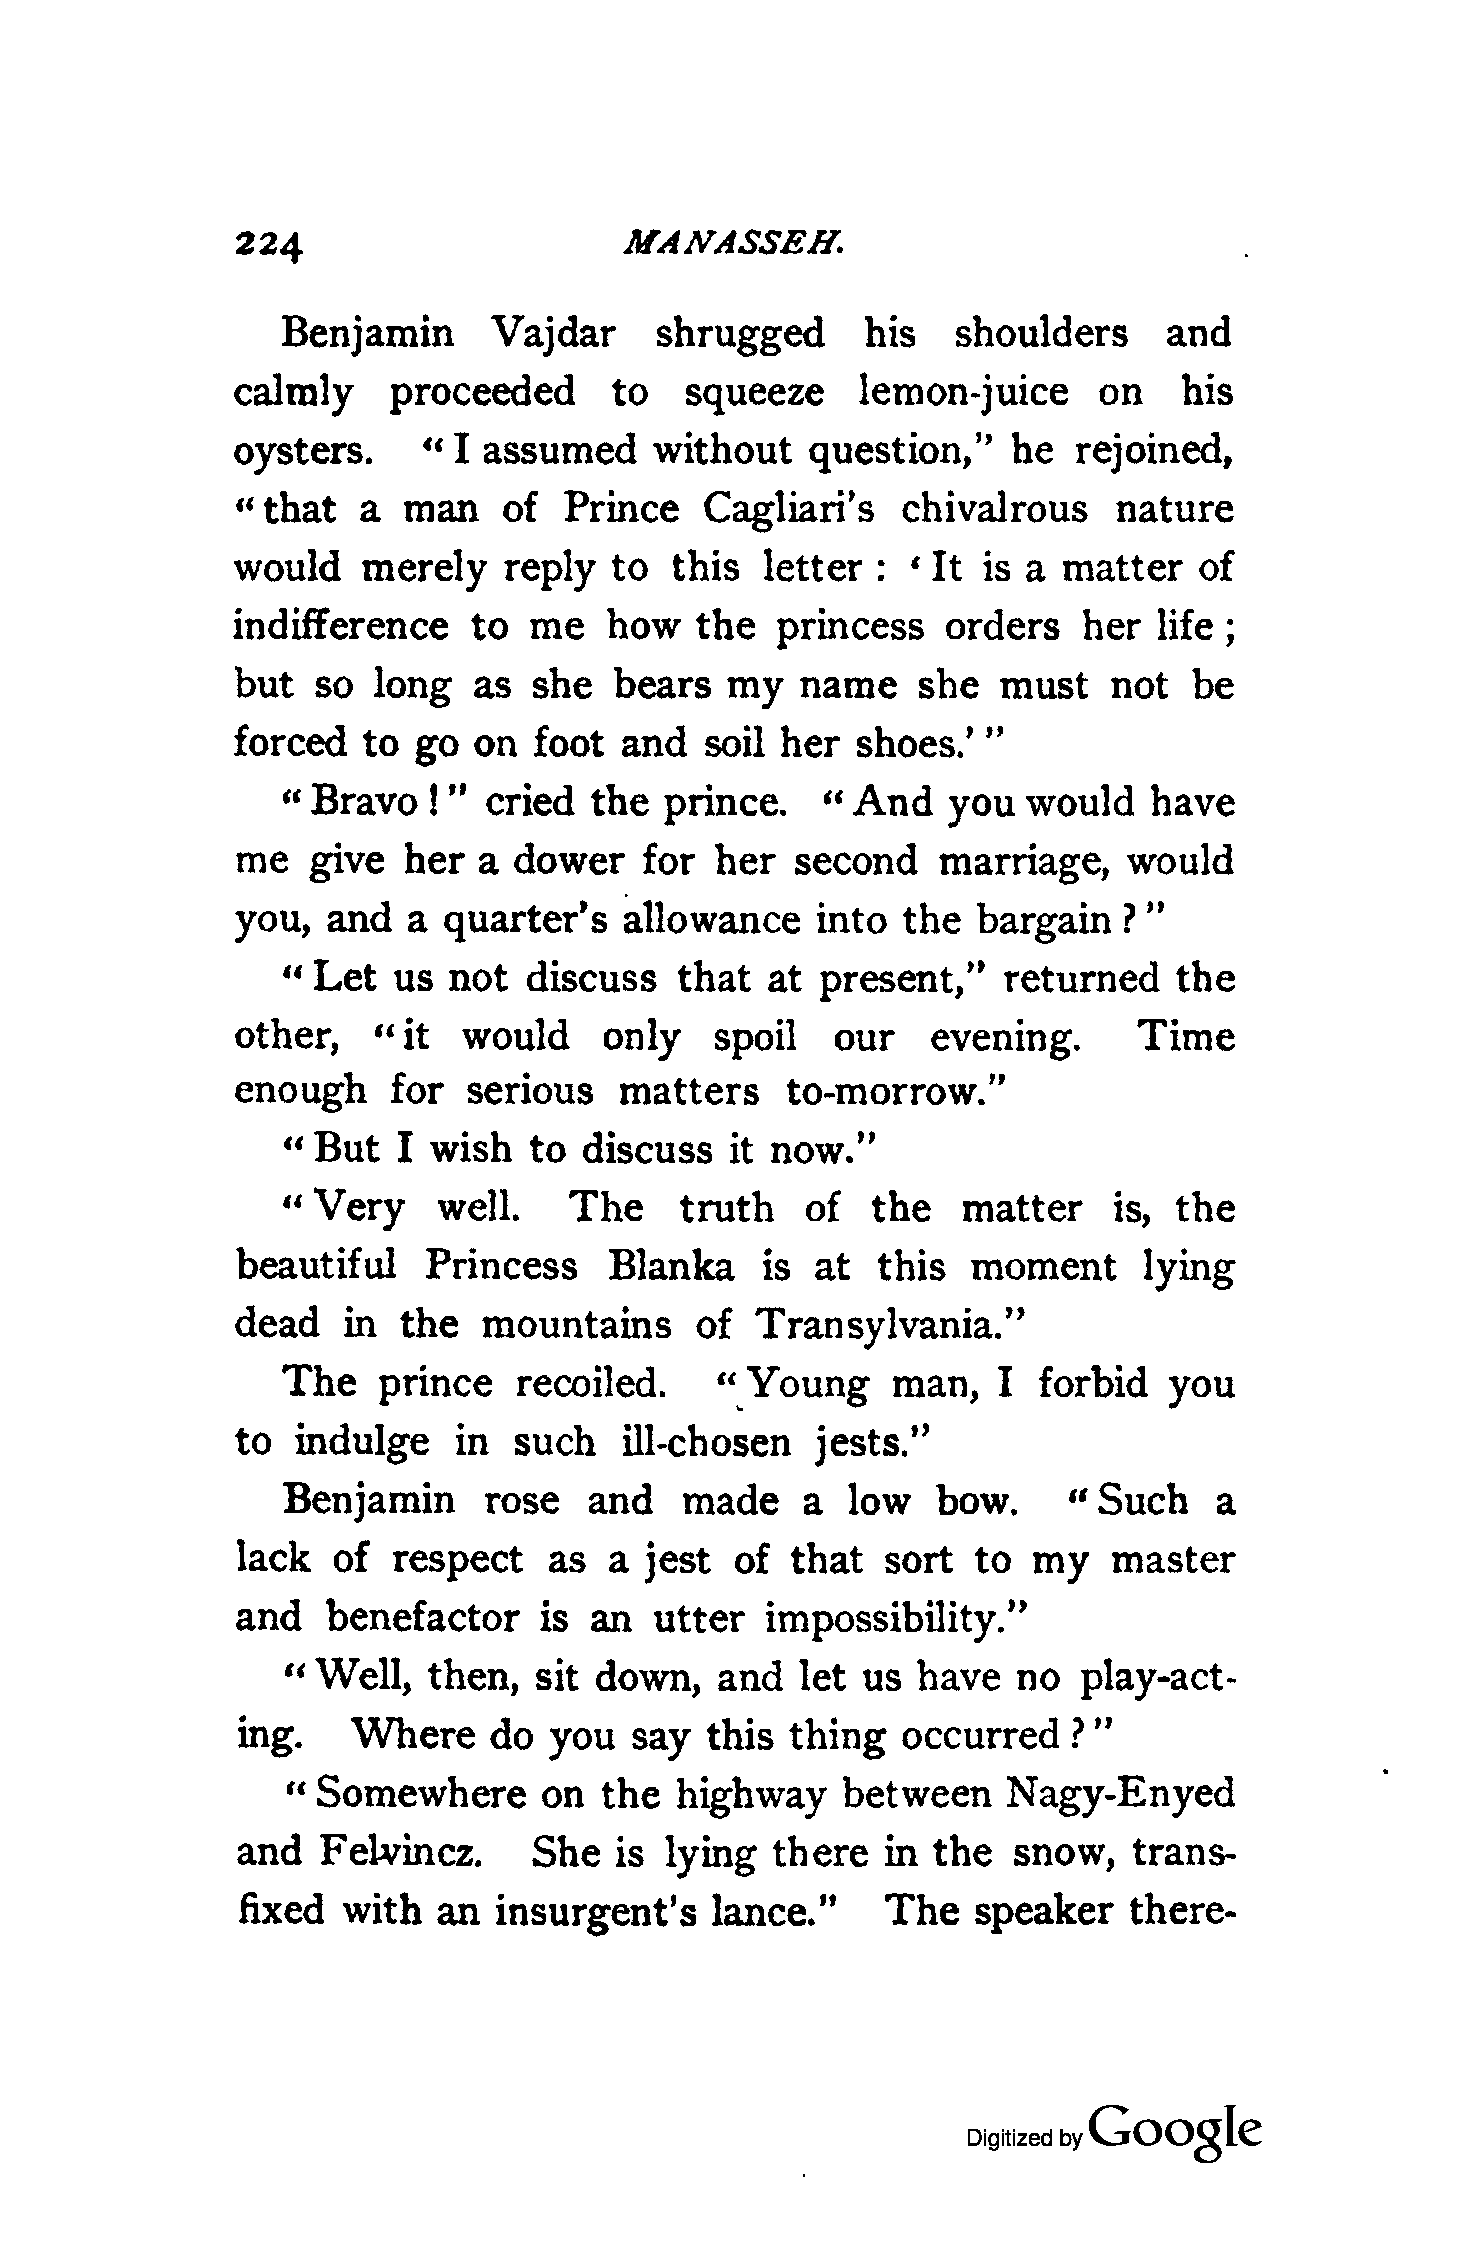 224 MANASSEH.
Benjamin Vajdar shrugged his shoulders and
calmly proceeded to squeeze lemon-juice on his
oysters. “ I assumed without question,” he rejoined,
“ that a man of Prince Cagliari’s chivalrous nature
would merely reply to this letter : ‘ It is a matter of
indifference to me how the princess orders her life ;
but so long as she bears my name she must not be
forced to go on foot and soil her shoes.’ ”
“ Bravo ! ” cried the prince. “ And you would have
me give her a dower for her second marriage, would
you, and a quarter’s allowance into the bargain ? ”
“ Let us not discuss that at present,” returned the
other, “ it would only spoil our evening. Time
enough for serious matters to-morrow.”
“ But I wish to discuss it now.”
“ Very well. The truth of the matter is, the
beautiful Princess Blanka is at this moment lying
dead in the mountains of Transylvania.”
The prince recoiled. “ Young man, I forbid you
to indulge in such ill-chosen jests.”
Benjamin rose and made a low bow. “ Such a
lack of respect as a jest of that sort to my master
and benefactor is an utter impossibility.”
“ Well, then, sit down, and let us have no play-act-
ing. Where do you say this thing occurred ? ”
“ Somewhere on the highway between Nagy-Enyed
and Felvincz. She is lying there in the snow, trans-
fixed with an insurgent’s lance.” The speaker there-
Digitized by Google